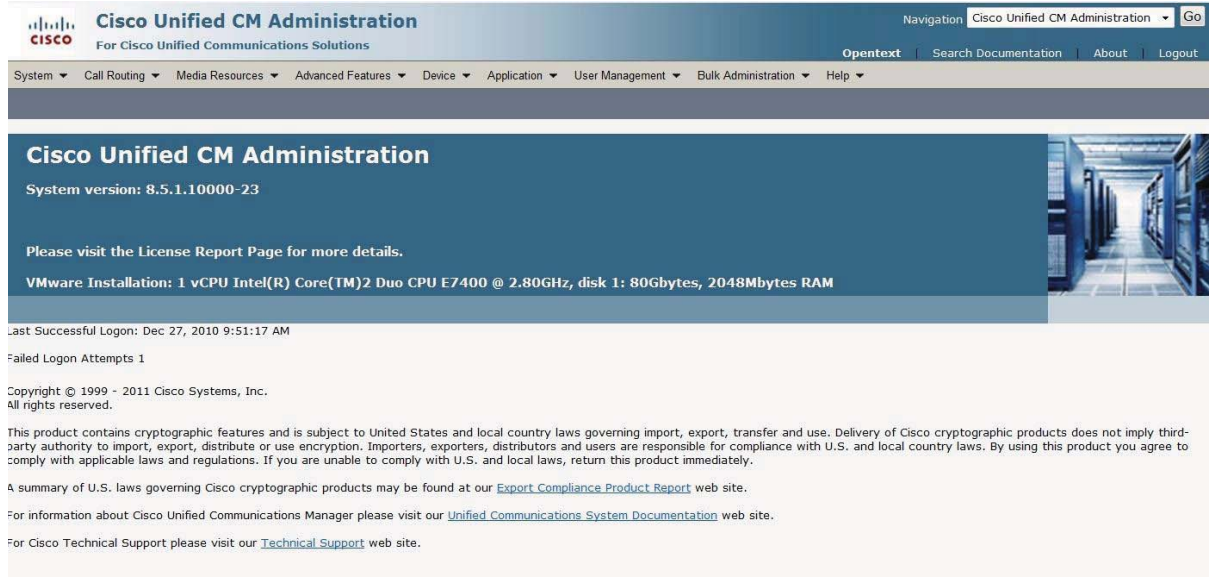 CISCO
Cisco Unified CM Administration
For Cisco Unified Communications Solutions
Navigation Cisco Unified CM Administration Go
Opentext | Search Documentation | About | Logout
System Call Routing Media Resources Advanced Features Device Application User Management Bulk Administration Help
Cisco Unified CM Administration
System version: 8.5.1.10000-23
Please visit the License Report Page for more details.
VMware Installation: 1 vCPU Intel(R) Core(TM)2 Duo CPU E7400 @ 2.80GHz, disk 1: 80Gbytes, 2048Mbytes RAM
Last Successful Logon: Dec 27, 2010 9:51:17 AM
Failed Logon Attempts 1
Copyright © 1999 - 2011 Cisco Systems, Inc.
All rights reserved.
This product contains cryptographic features and is subject to United States and local country laws governing import, export, transfer and use. Delivery of Cisco cryptographic products does not imply third-
party authority to import, export, distribute or use encryption. Importers, exporters, distributors and users are responsible for compliance with U.S. and local country laws. By using this product you agree to
comply with applicable laws and regulations. If you are unable to comply with U.S. and local laws, return this product immediately.
A summary of U.S. laws governing Cisco cryptographic products may be found at our Export Compliance Product Report web site.
For information about Cisco Unified Communications Manager please visit our Unified Communications System Documentation web site.
For Cisco Technical Support please visit our Technical Support web site.